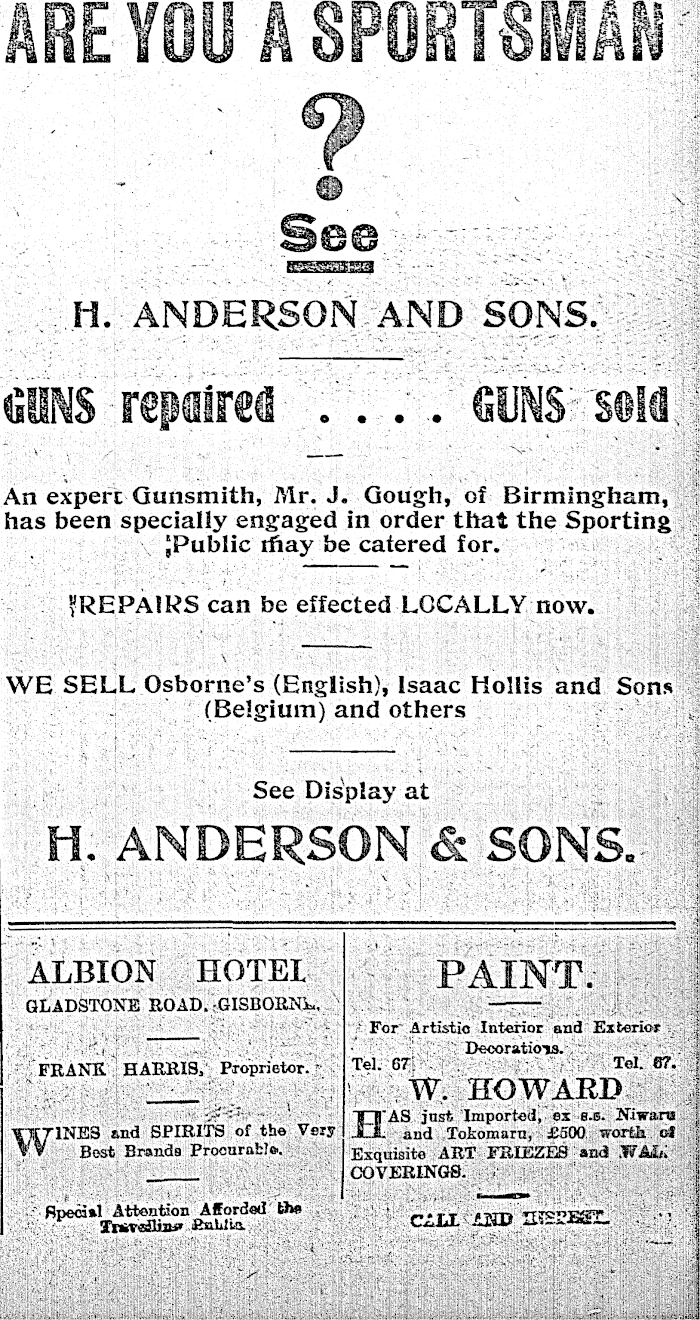 ARE YOU A SPORTSMAN
?
See
H. ANDERSON AND SONS.
GUNS repaired . . . . GUNS sold
An expert Gunsmith, Mr. J. Gough, of Birmingham,
has been specially engaged in order that the Sporting
Public may be catered for.
REPAIRS can be effected LOCALLY now.
WE SELL Osborne's (English), Isaac Hollis and Sons
(Belgium) and others
See Display at
H. ANDERSON & SONS.
ALBION HOTEL
GLADSTONE ROAD, GISBORNE.
FRANK HARRIS, Proprietor.
WINES and SPIRITS of the Very
Best Brands Procurable.
Special Attention Afforded the
Travelling Public
PAINT.
For Artistic Interior and Exterior
Decorations.
Tel. 67 Tel. 67.
W. HOWARD
HAS just Imported, ex s.s. Niwaru
and Tokomaru, £500 worth of
Exquisite ART FRIEZES and WALL
COVERINGS.
CALL AND INSPECT.